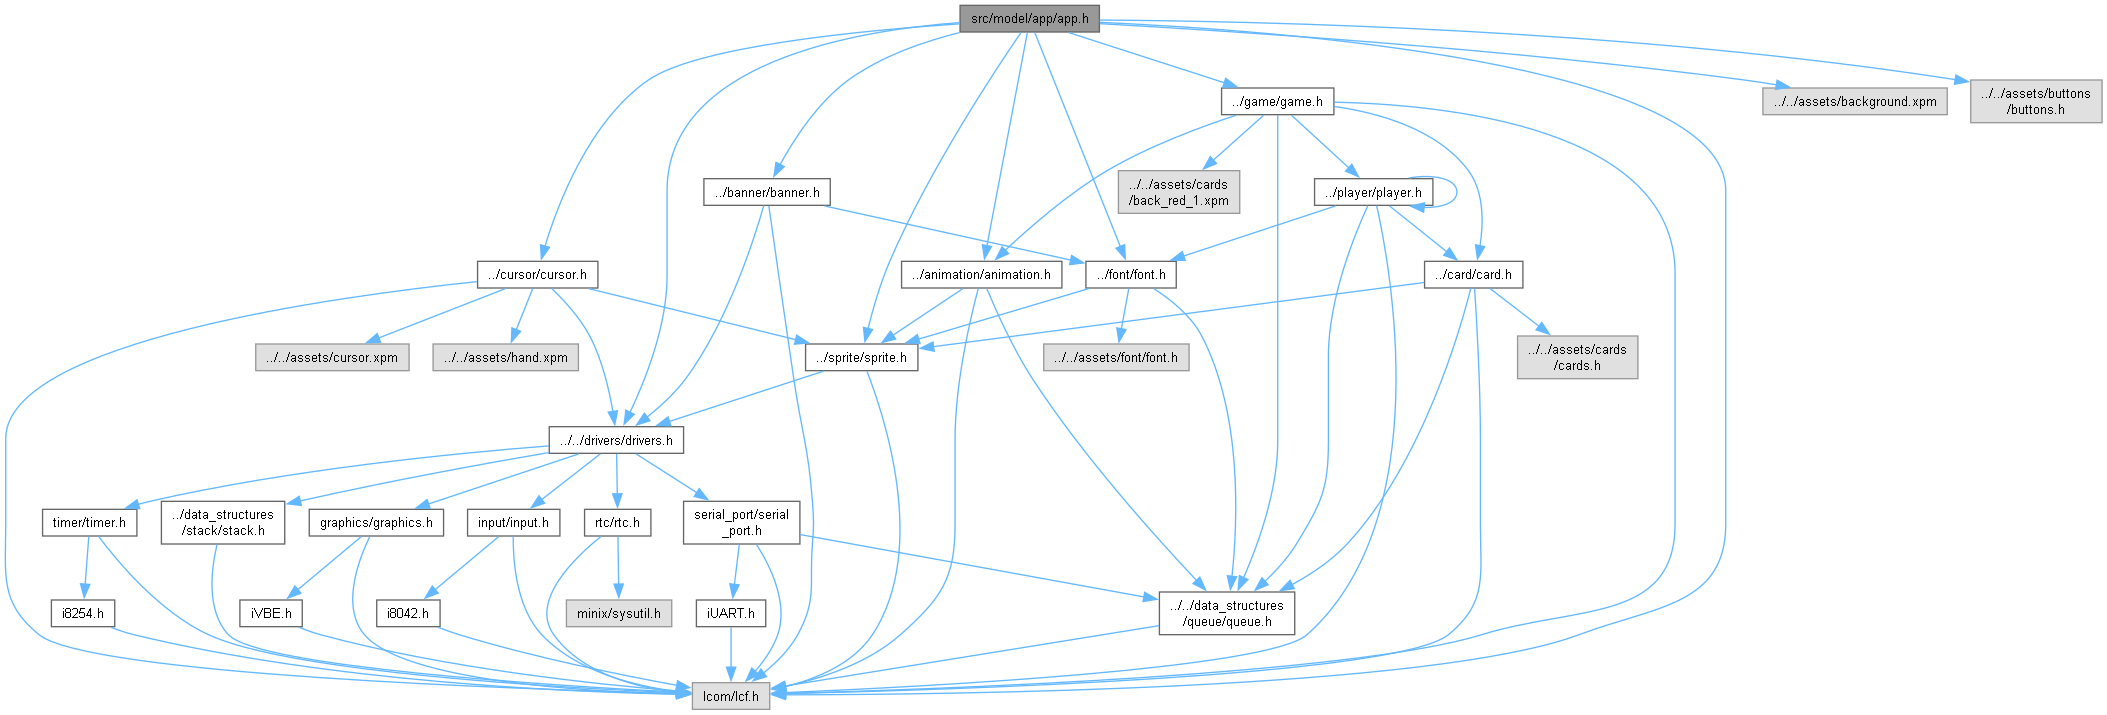 src/model/app/app.h
../game/game.h
../../assets/background.xpm
../../assets/buttons
/buttons.h
../banner/banner.h
../../assets/cards
/back_red_1.xpm
../player/player.h
../cursor/cursor.h
../animation/animation.h
../font/font.h
../card/card.h
../../assets/cursor.xpm
../../assets/hand.xpm
../sprite/sprite.h
../../assets/font/font.h
../../assets/cards
/cards.h
../../drivers/drivers.h
timer/timer.h
../data_structures
/stack/stack.h
graphics/graphics.h
input/input.h
rtc/rtc.h
serial_port/serial
_port.h
i8254.h
iVBE.h
i8042.h
minix/sysutil.h
iUART.h
../../data_structures
/queue/queue.h
lcom/lcf.h